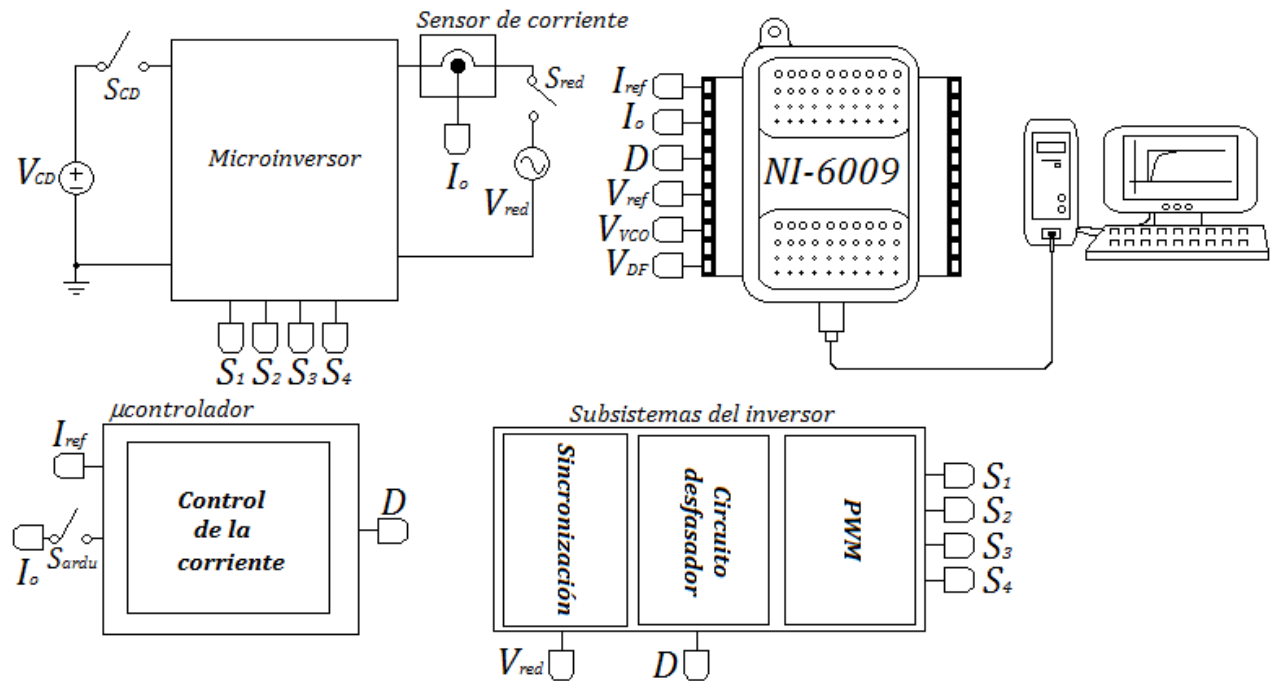 Sensor de corriente
S_CD
V_CD
Microinversor
I_o
S_red
V_red
S_1 S_2 S_3 S_4
I_ref
I_o
D
V_ref
V_VCO
V_DF
NI-6009
μcontrolador
I_ref
I_o
S_ardu
Control
de la
corriente
D
Subsistemas del inversor
Sincronización
Circuito
desfasador
PWM
S_1
S_2
S_3
S_4
V_red
D